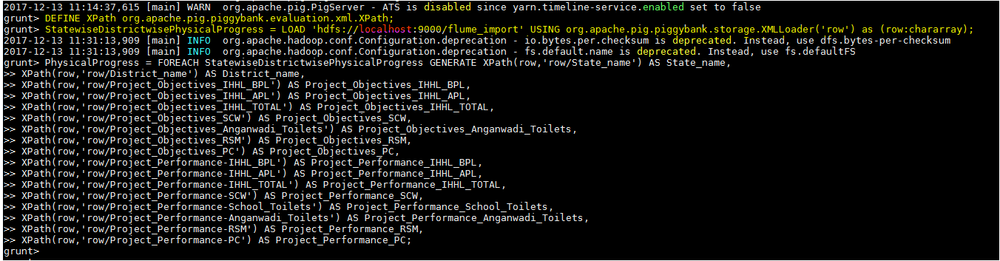 2017-12-13 11:14:37,615 [main] WARN  org.apache.pig.PigServer - ATS is disabled since yarn.timeline-service.enabled set to false
grunt> DEFINE XPath org.apache.pig.piggybank.evaluation.xml.XPath;
grunt> StatewiseDistrictwisePhysicalProgress = LOAD 'hdfs://localhost:9000/flume_import' USING org.apache.pig.piggybank.storage.XMLLoader('row') as (row:chararray);
2017-12-13 11:31:13,909 [main] INFO  org.apache.hadoop.conf.Configuration.deprecation - io.bytes.per.checksum is deprecated. Instead, use dfs.bytes-per-checksum
2017-12-13 11:31:13,909 [main] INFO  org.apache.hadoop.conf.Configuration.deprecation - fs.default.name is deprecated. Instead, use fs.defaultFS
grunt> PhysicalProgress = FOREACH StatewiseDistrictwisePhysicalProgress GENERATE XPath(row,'row/State_name') AS State_name,
>> XPath(row,'row/District_name') AS District_name,
>> XPath(row,'row/Project_Objectives_IHHL_BPL') AS Project_Objectives_IHHL_BPL,
>> XPath(row,'row/Project_Objectives_IHHL_APL') AS Project_Objectives_IHHL_APL,
>> XPath(row,'row/Project_Objectives_IHHL_TOTAL') AS Project_Objectives_IHHL_TOTAL,
>> XPath(row,'row/Project_Objectives_SCW') AS Project_Objectives_SCW,
>> XPath(row,'row/Project_Objectives_Anganwadi_Toilets') AS Project_Objectives_Anganwadi_Toilets,
>> XPath(row,'row/Project_Objectives_RSM') AS Project_Objectives_RSM,
>> XPath(row,'row/Project_Objectives_PC') AS Project_Objectives_PC,
>> XPath(row,'row/Project_Performance-IHHL_BPL') AS Project_Performance_IHHL_BPL,
>> XPath(row,'row/Project_Performance-IHHL_APL') AS Project_Performance_IHHL_APL,
>> XPath(row,'row/Project_Performance-IHHL_TOTAL') AS Project_Performance_IHHL_TOTAL,
>> XPath(row,'row/Project_Performance-SCW') AS Project_Performance_SCW,
>> XPath(row,'row/Project_Performance-School_Toilets') AS Project_Performance_School_Toilets,
>> XPath(row,'row/Project_Performance-Anganwadi_Toilets') AS Project_Performance_Anganwadi_Toilets,
>> XPath(row,'row/Project_Performance-RSM') AS Project_Performance_RSM,
>> XPath(row,'row/Project_Performance-PC') AS Project_Performance_PC;
grunt>